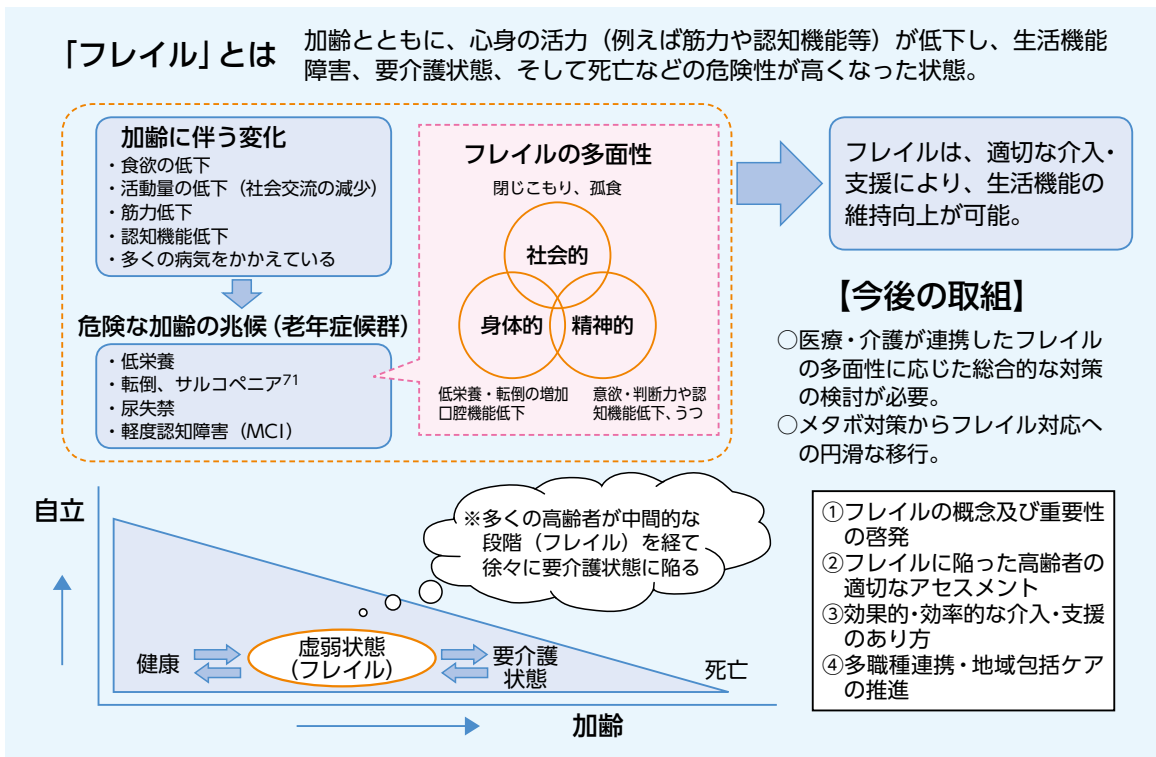 「フレイル」とは
加齢とともに、心身の活力（例えば筋力や認知機能等）が低下し、生活機能
障害、要介護状態、そして死亡などの危険性が高くなった状態。
加齢に伴う変化
・食欲の低下
・活動量の低下（社会交流の減少）
・筋力低下
・認知機能低下
・多くの病気をかかえている
危険な加齢の兆候（老年症候群）
・低栄養
・転倒、サルコペニア71
・尿失禁
・軽度認知障害（MCI）
フレイルの多面性
閉じこもり、孤食
社会的
身体的
精神的
低栄養・転倒の増加
口腔機能低下
意欲・判断力や認
知機能低下、うつ
フレイルは、適切な介入・
支援により、生活機能の
維持向上が可能。
【今後の取組】
○医療・介護が連携したフレイル
の多面性に応じた総合的な対策
の検討が必要。
○メタボ対策からフレイル対応へ
の円滑な移行。
①フレイルの概念及び重要性
の啓発
②フレイルに陥った高齢者の
適切なアセスメント
③効果的・効率的な介入・支援
のあり方
④多職種連携・地域包括ケア
の推進
自立
※多くの高齢者が中間的な
段階（フレイル）を経て
徐々に要介護状態に陥る
健康
虚弱状態
（フレイル）
要介護
状態
死亡
加齢